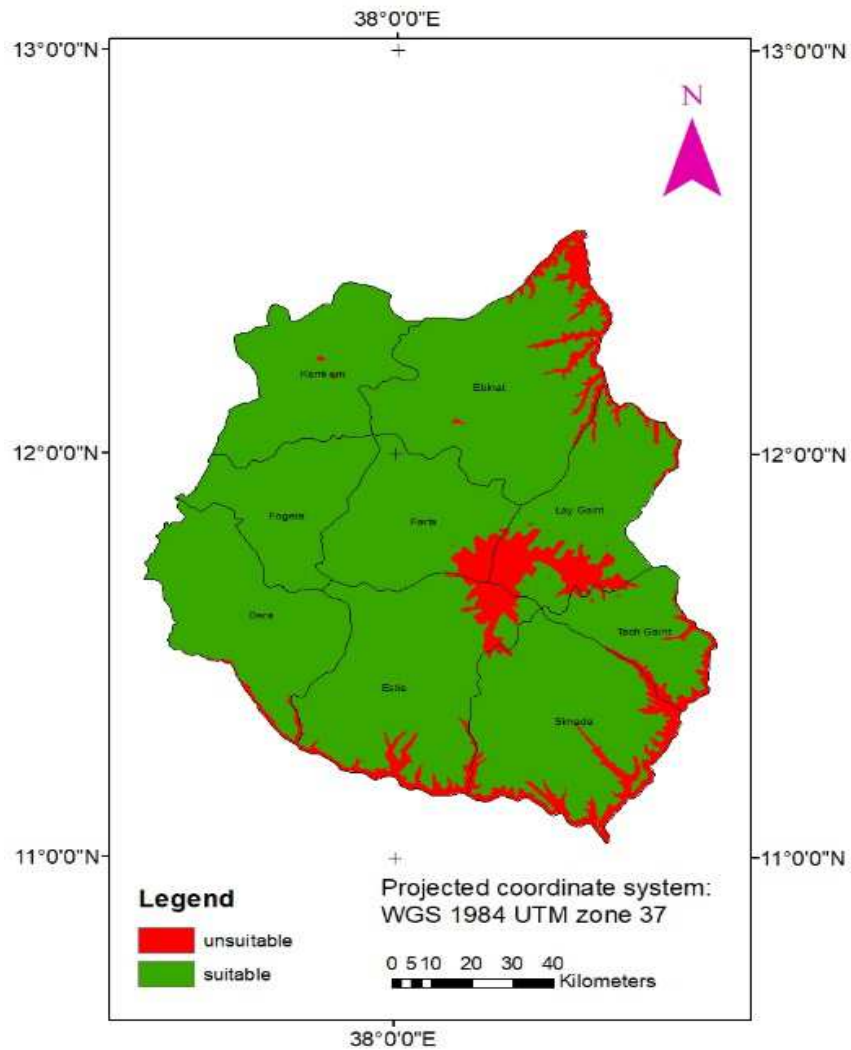 38°0'0"E
13°0'0"N
13°0'0"N
N
Ebinat
12°0'0"N
12°0'0"N
Lay Gaint
Fogera
Farta
Tach Gaint
Dera
Estie
Simada
11°0'0"N
11°0'0"N
Legend
unsuitable
suitable
Projected coordinate system:
WGS 1984 UTM zone 37
0 5 10 20 30 40
Kilometers
38°0'0"E